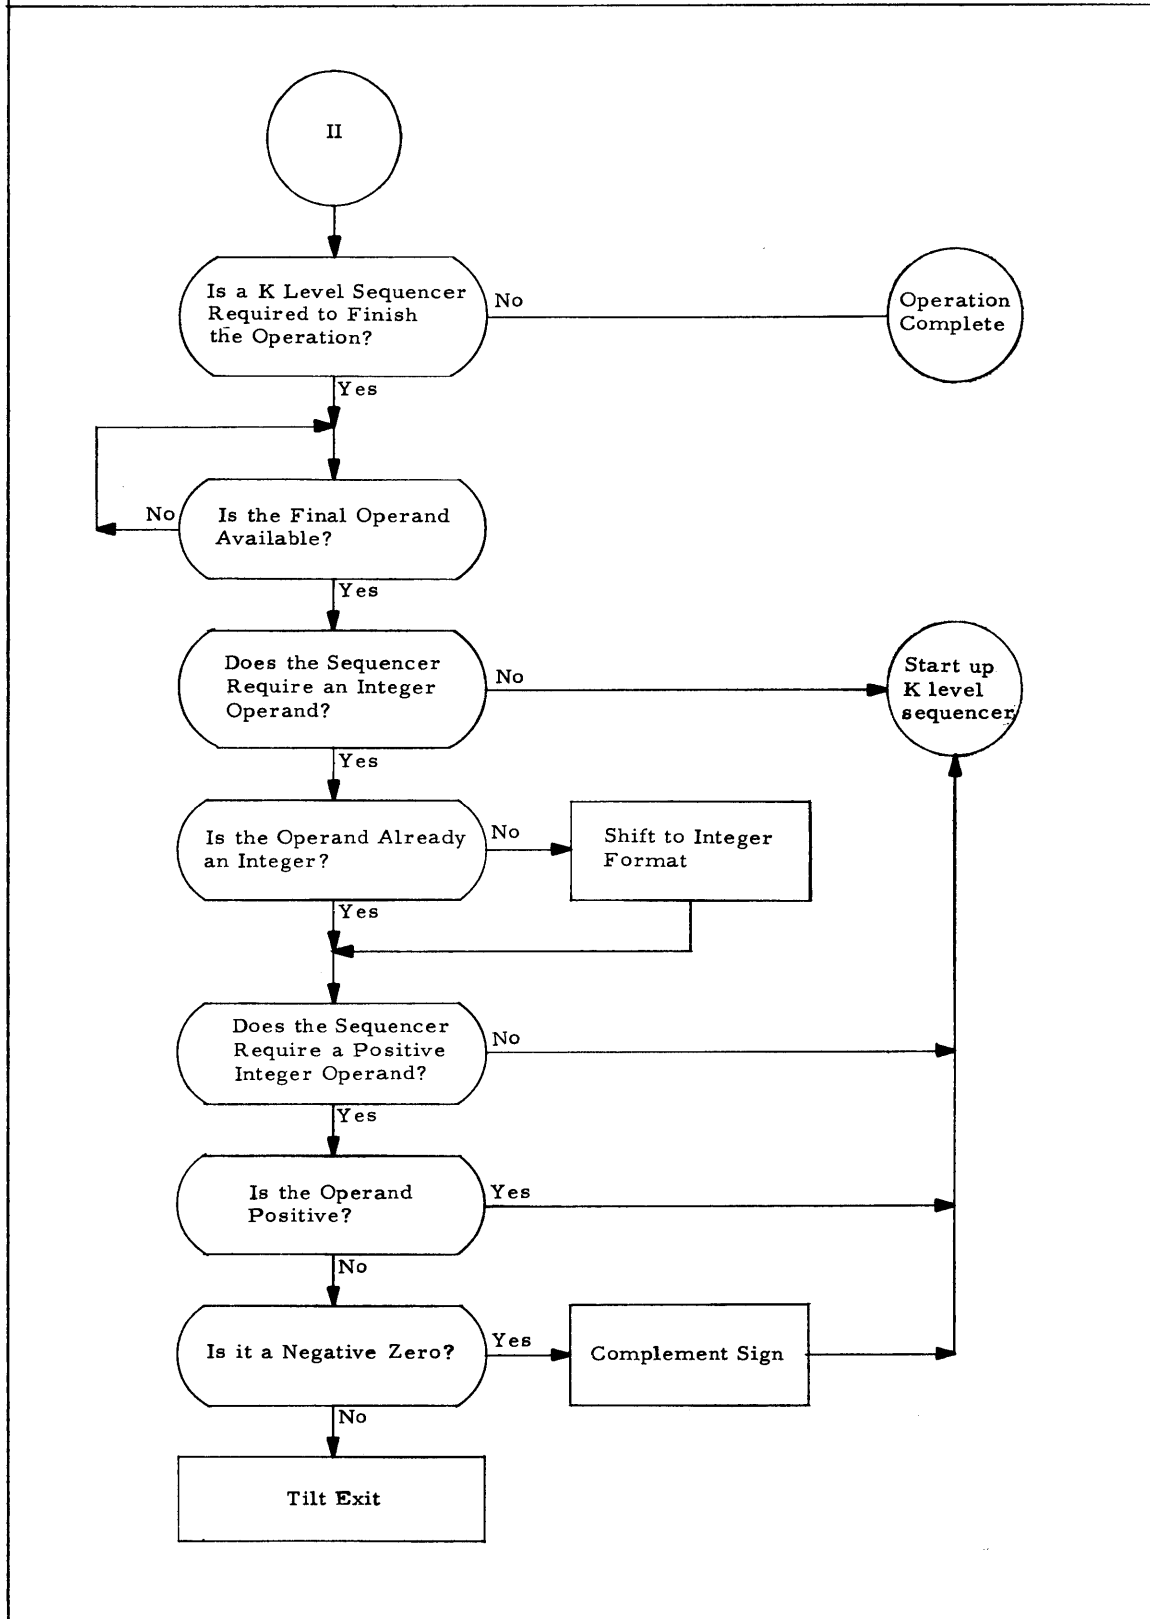 II
Is a K Level Sequencer
Required to Finish
the Operation?
No
Operation
Complete
Yes
No
Is the Final Operand
Available?
Yes
Does the Sequencer
Require an Integer
Operand?
No
Start up
K level
sequencer
Yes
Is the Operand Already
an Integer?
No
Shift to Integer
Format
Yes
Does the Sequencer
Require a Positive
Integer Operand?
No
Yes
Is the Operand
Positive?
Yes
No
Is it a Negative Zero?
Yes
Complement Sign
No
Tilt Exit